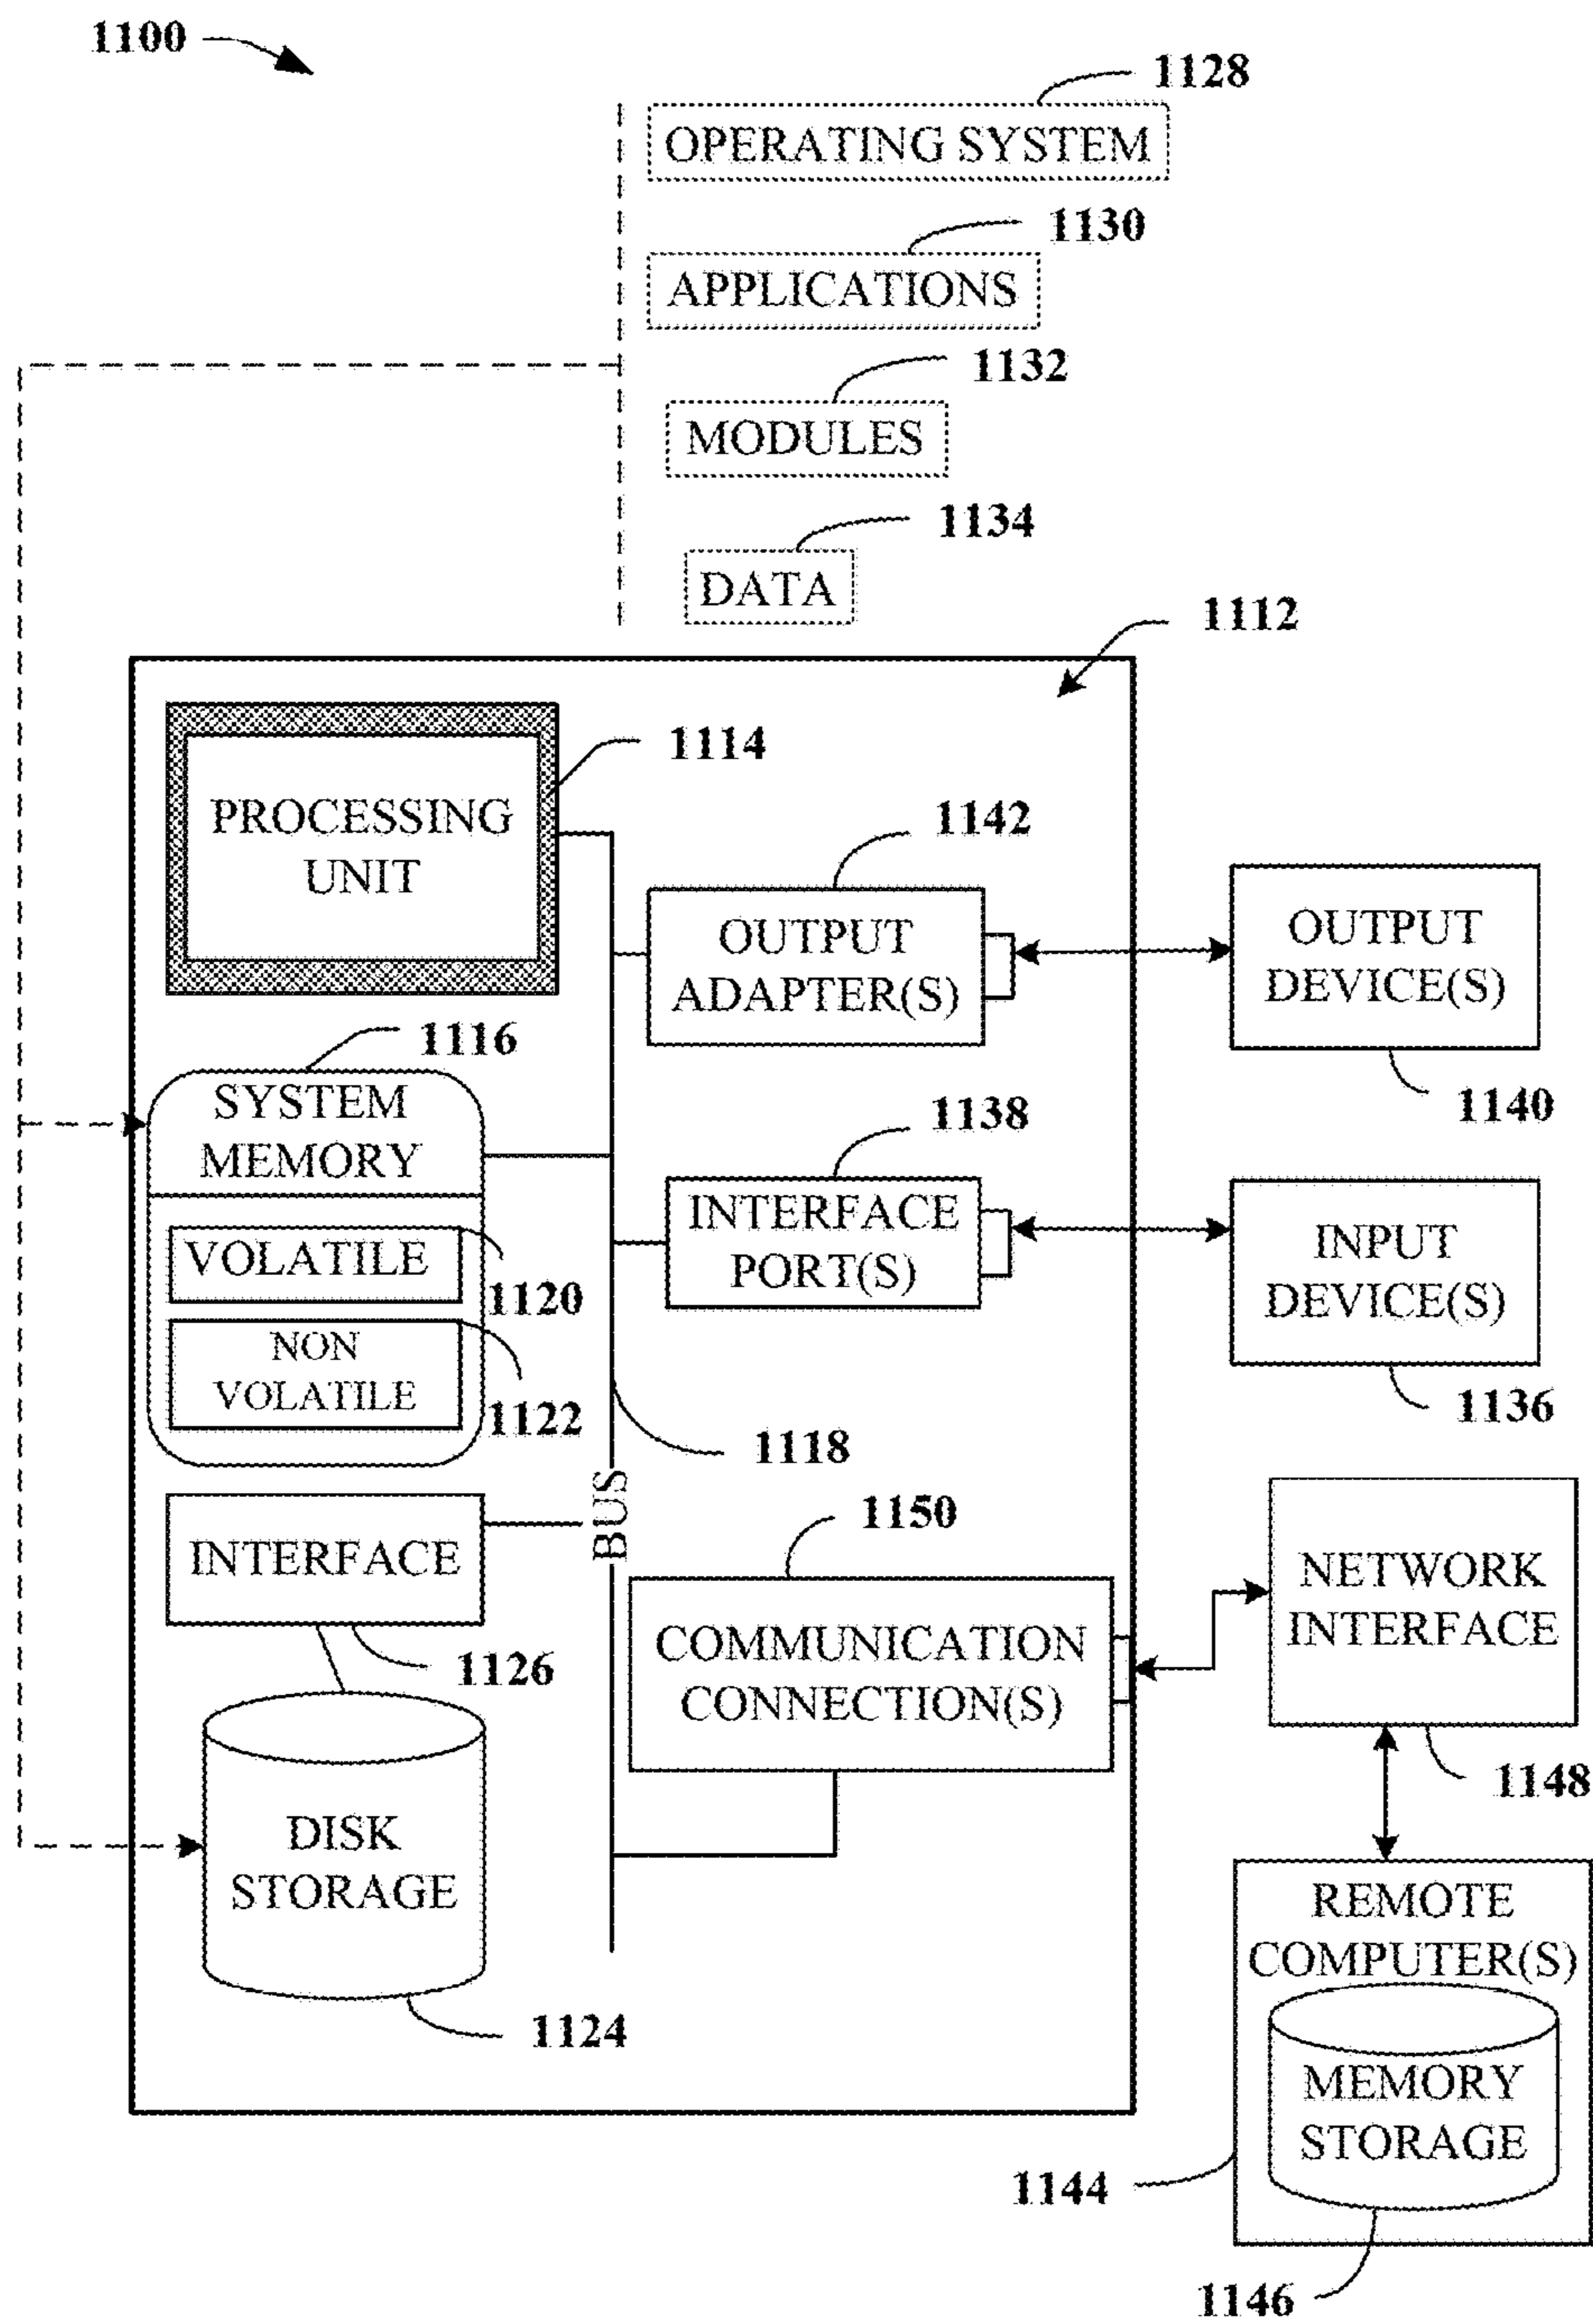 1100
1128
OPERATING SYSTEM
1130
APPLICATIONS
1132
MODULES
1134
DATA
1112
PROCESSING
UNIT
1114
1142
OUTPUT
ADAPTER(S)
OUTPUT
DEVICE(S)
1140
1116
SYSTEM
MEMORY
VOLATILE
1120
NON
VOLATILE
1122
1138
INTERFACE
PORT(S)
INPUT
DEVICE(S)
1136
1118
BUS
INTERFACE
1126
1150
COMMUNICATION
CONNECTION(S)
NETWORK
INTERFACE
1148
DISK
STORAGE
1124
REMOTE
COMPUTER(S)
MEMORY
STORAGE
1144
1146